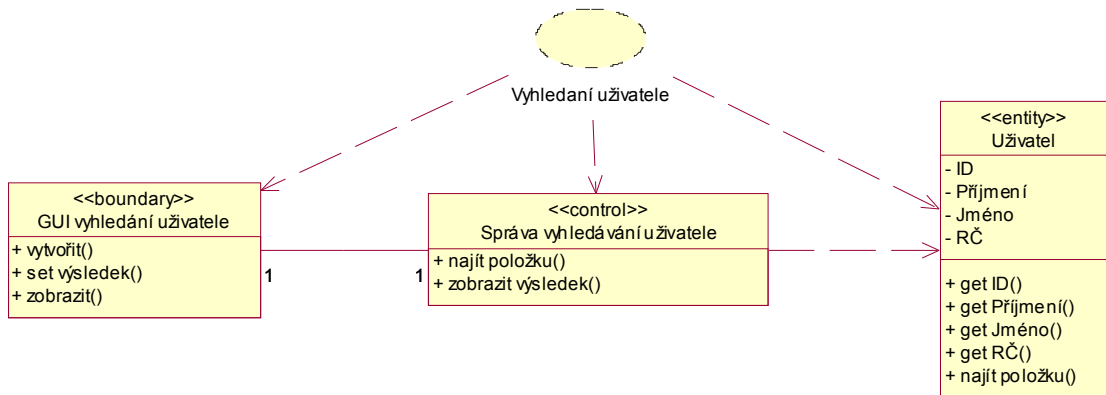 Vyhledaní uživatele
<<boundary>>
GUI vyhledání uživatele
+ vytvořit()
+ set výsledek()
+ zobrazit()
1
1
<<control>>
Správa vyhledávání uživatele
+ najít položku()
+ zobrazit výsledek()
<<entity>>
Uživatel
- ID
- Příjmení
- Jméno
- RČ
+ get ID()
+ get Příjmení()
+ get Jméno()
+ get RČ()
+ najít položku()